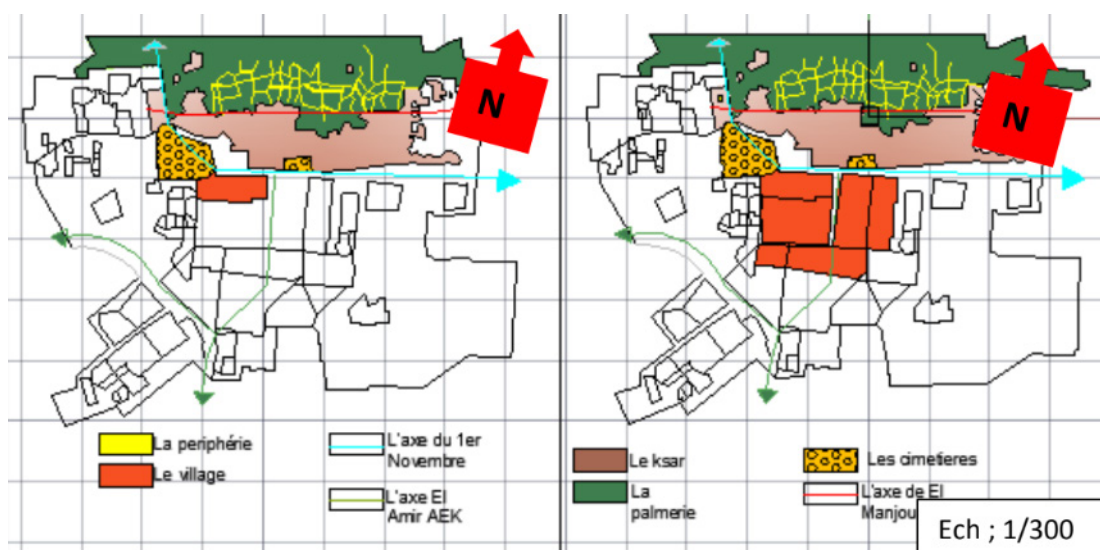 N
N
La periphérie
Le village
L'axe du 1er
Novembre
L'axe El
Amir AEK
Le ksar
La
palmerie
Les cimetieres
L'axe de El
Ech ; 1/300